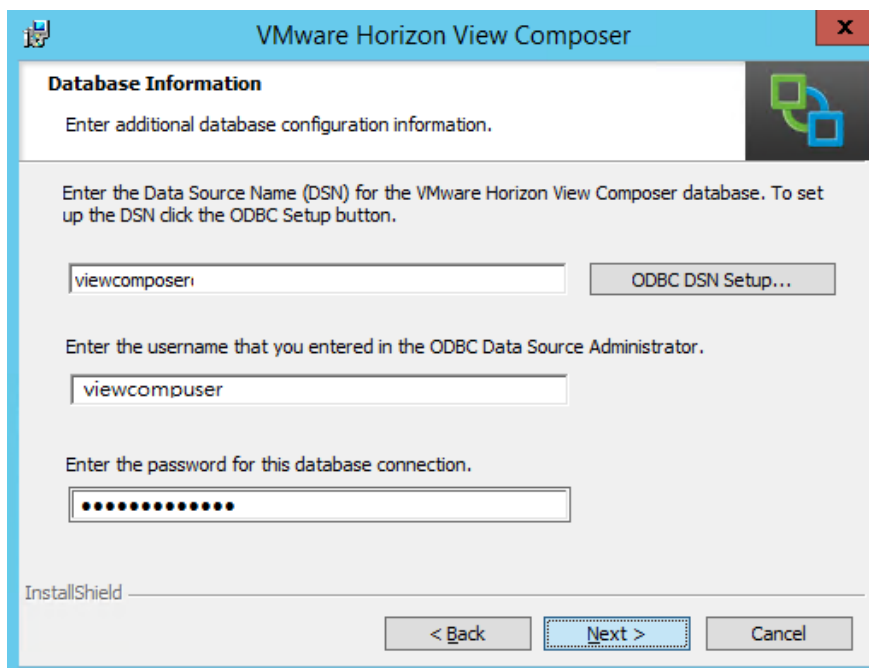 VMware Horizon View Composer
x
Database Information
Enter additional database configuration information.
Enter the Data Source Name (DSN) for the VMware Horizon View Composer database. To set
up the DSN click the ODBC Setup button.
ODBC DSN Setup...
Enter the username that you entered in the ODBC Data Source Administrator.
viewcompuser
Enter the password for this database connection.
•••••••••••••
InstallShield
< Back
Next >
Cancel